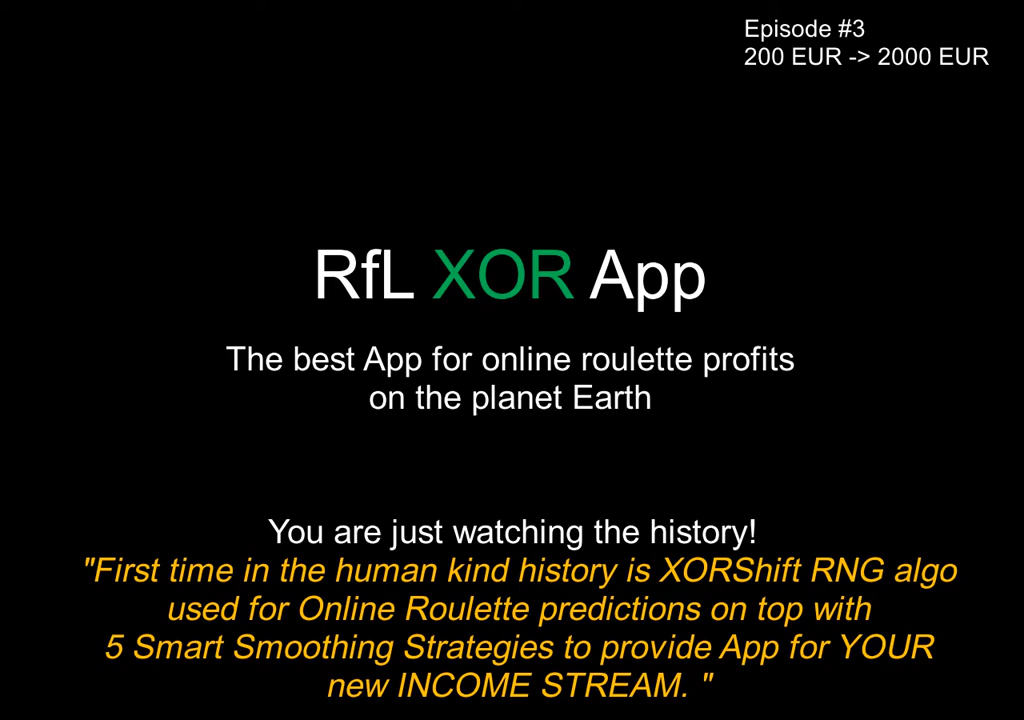 Episode #3
200 EUR -> 2000 EUR
RfL XOR App
The best App for online roulette profits
on the planet Earth
You are just watching the history!
"First time in the human kind history is XORShift RNG algo
used for Online Roulette predictions on top with
5 Smart Smoothing Strategies to provide App for YOUR
new INCOME STREAM. "